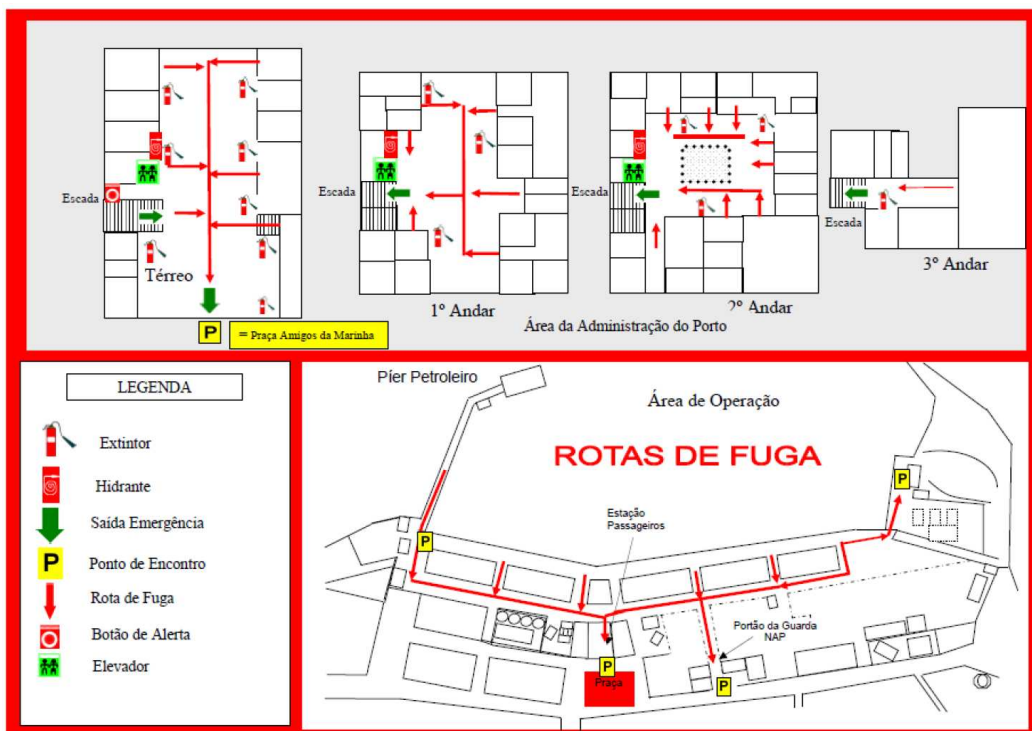 Escada
Térreo
P
= Praça Amigos da Marinha
Escada
1º Andar
Escada
2º Andar
Escada
3º Andar
Área da Administração do Porto
LEGENDA
Extintor
Hidrante
Saída Emergência
P
Ponto de Encontro
Rota de Fuga
Botão de Alerta
Elevador
Píer Petroleiro
Área de Operação
ROTAS DE FUGA
P
Estação
Passageiros
P
Portão da Guarda
NAP
P
Praça
P